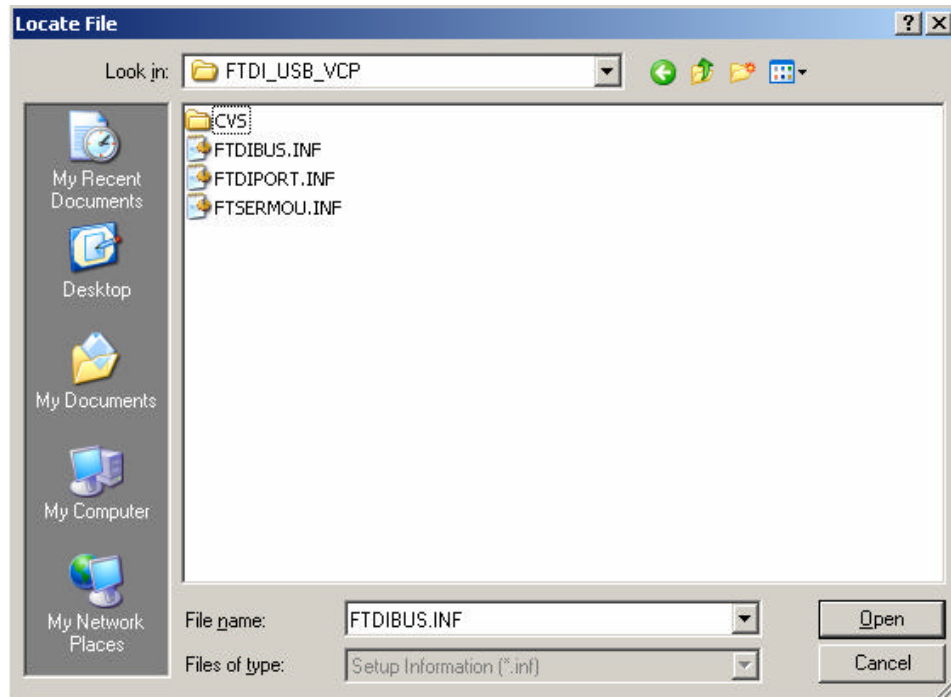 Locate File
Look in:
FTDI_USB_VCP
CVS
FTDIBUS.INF
FTDIPORT.INF
FTSERMOU.INF
My Recent
Documents
Desktop
My Documents
My Computer
My Network
Places
File name:
FTDIBUS.INF
Open
Files of type:
Setup Information (*.inf)
Cancel